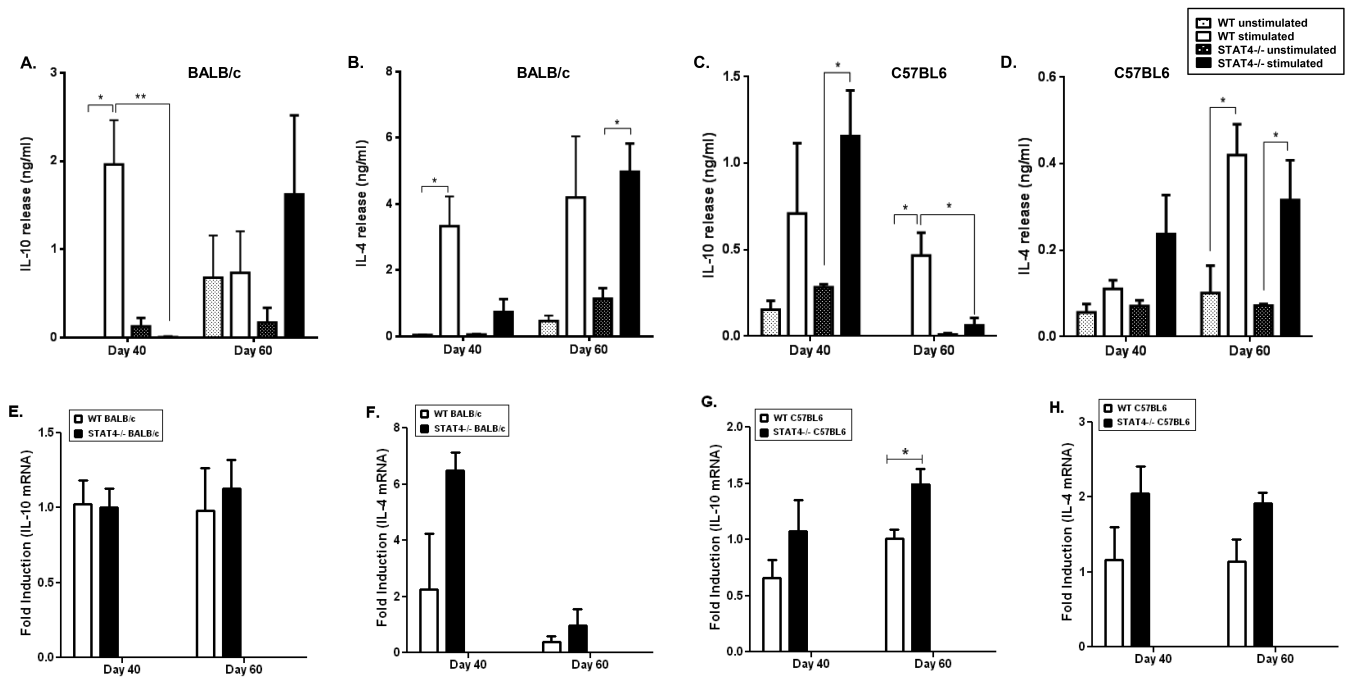 WT unstimulated
WT stimulated
STAT4-/- unstimulated
STAT4-/- stimulated
A.
BALB/c
IL-10 release (ng/ml)
3
2
1
0
*
**
Day 40
Day 60
B.
BALB/c
IL-4 release (ng/ml)
8
6
4
2
0
*
*
Day 40
Day 60
C.
C57BL6
IL-10 release (ng/ml)
1.5
1.0
0.5
0.0
*
*
*
Day 40
Day 60
D.
C57BL6
IL-4 release (ng/ml)
0.6
0.4
0.2
0.0
*
*
Day 40
Day 60
E.
WT BALB/c
STAT4-/- BALB/c
Fold Induction (IL-10 mRNA)
1.5
1.0
0.5
0.0
Day 40
Day 60
F.
WT BALB/c
STAT4-/- BALB/c
Fold Induction (IL-4 mRNA)
8
6
4
2
0
Day 40
Day 60
G.
WT C57BL6
STAT4-/- C57BL6
Fold Induction (IL-10 mRNA)
2.0
1.5
1.0
0.5
0.0
*
Day 40
Day 60
H.
WT C57BL6
STAT4-/- C57BL6
Fold Induction (IL-4 mRNA)
3
2
1
0
Day 40
Day 60